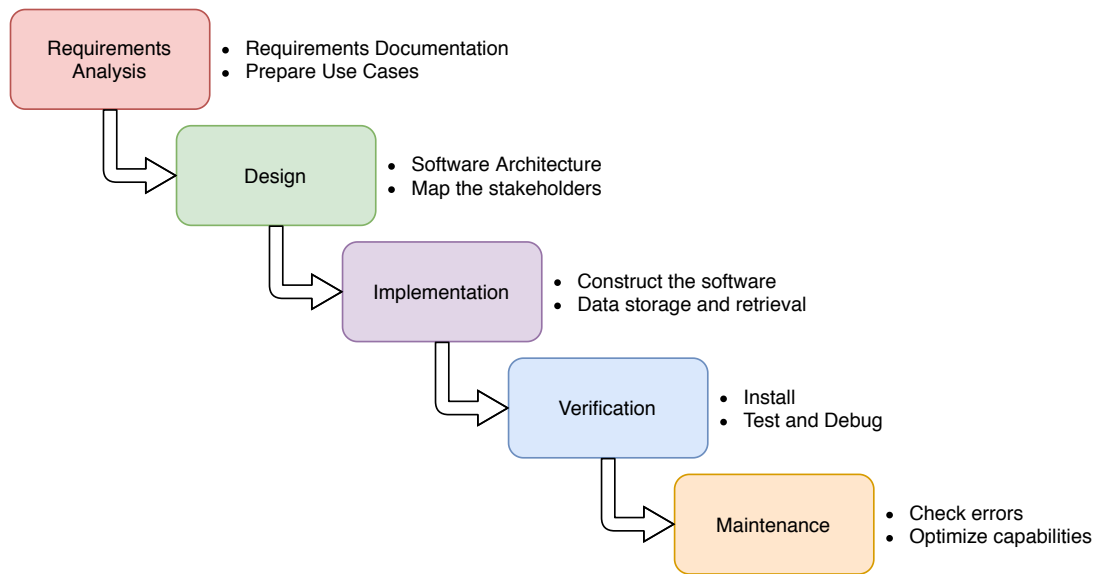 Requirements
Analysis
• Requirements Documentation
• Prepare Use Cases
Design
• Software Architecture
• Map the stakeholders
Implementation
• Construct the software
• Data storage and retrieval
Verification
• Install
• Test and Debug
Maintenance
• Check errors
• Optimize capabilities